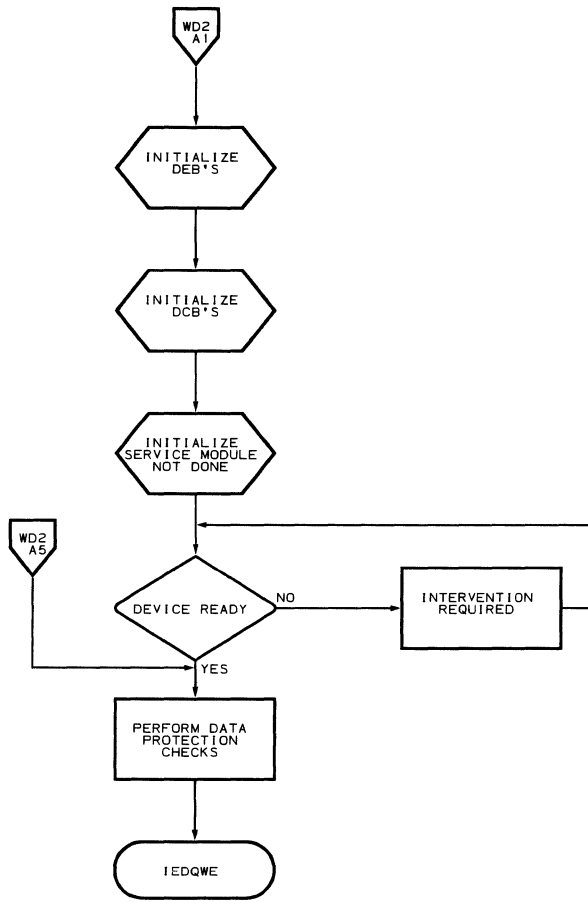 WD2
A1
INITIALIZE
DEB'S
INITIALIZE
DCB'S
INITIALIZE
SERVICE MODULE
NOT DONE
WD2
A5
DEVICE READY
NO
INTERVENTION
REQUIRED
YES
PERFORM DATA
PROTECTION
CHECKS
IEDQWE